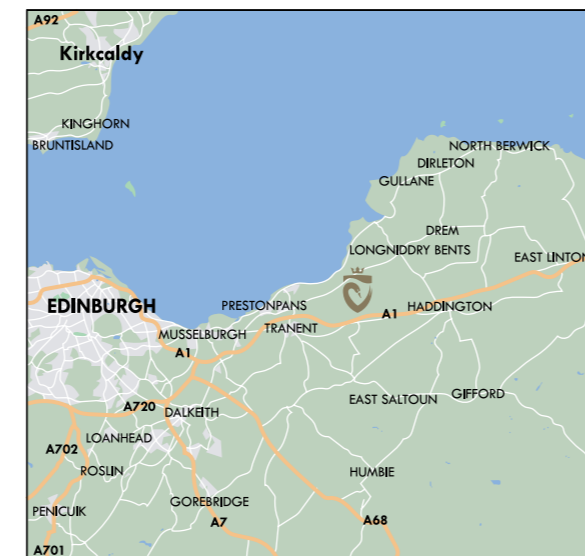 A92
Kirkcaldy
KINGHORN
BRUNTISLAND
NORTH BERWICK
DIRLETON
GULLANE
DREM
LONGNIDDRY BENTS
EAST LINTON
EDINBURGH
PRESTONPANS
HADDINGTON
A1
MUSSELBURGH
TRANENT
A1
EAST SALTOUN
GIFFORD
A720
DALKEITH
LOANHEAD
A702
ROSLIN
HUMBIE
GOREBRIDGE
PENICUIK
A7
A68
A701